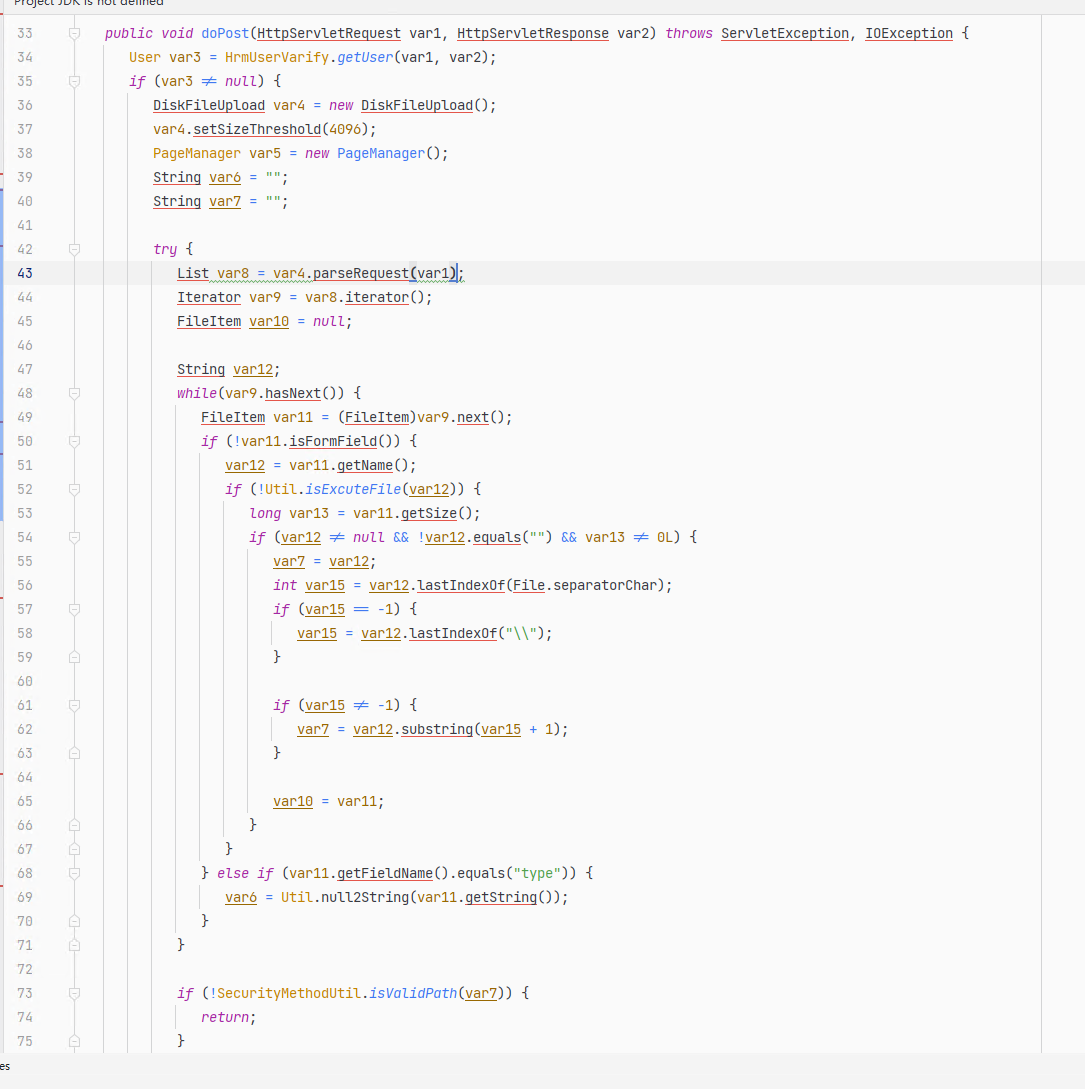 Project JDK is not defined
33 public void doPost(HttpServletRequest var1, HttpServletResponse var2) throws ServletException, IOException {
34 User var3 = HrmUserVarify.getUser(var1, var2);
35 if (var3 ≠ null) {
36 DiskFileUpload var4 = new DiskFileUpload();
37 var4.setSizeThreshold(4096);
38 PageManager var5 = new PageManager();
39 String var6 = "";
40 String var7 = "";
41
42 try {
43 List var8 = var4.parseRequest(var1);
44 Iterator var9 = var8.iterator();
45 FileItem var10 = null;
46
47 String var12;
48 while(var9.hasNext()) {
49 FileItem var11 = (FileItem)var9.next();
50 if (!var11.isFormField()) {
51 var12 = var11.getName();
52 if (!Util.isExcuteFile(var12)) {
53 long var13 = var11.getSize();
54 if (var12 ≠ null && !var12.equals("") && var13 ≠ 0L) {
55 var7 = var12;
56 int var15 = var12.lastIndexOf(File.separatorChar);
57 if (var15 == -1) {
58 var15 = var12.lastIndexOf("\\");
59 }
60
61 if (var15 ≠ -1) {
62 var7 = var12.substring(var15 + 1);
63 }
64
65 var10 = var11;
66 }
67 }
68 } else if (var11.getFieldName().equals("type")) {
69 var6 = Util.null2String(var11.getString());
70 }
71 }
72
73 if (!SecurityMethodUtil.isValidPath(var7)) {
74 return;
75 }
es